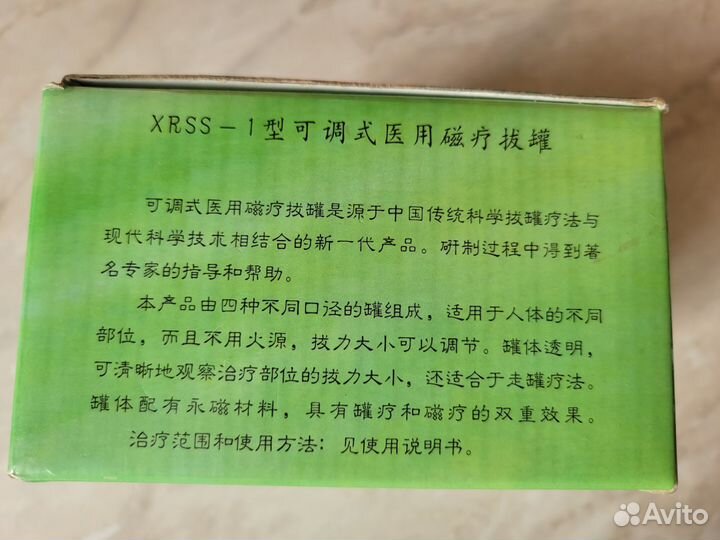 XRSS-1型可调式医用磁疗拔罐
可调式医用磁疗拔罐是源于中国传统科学拔罐疗法与
现代科学技术相结合的新一代产品。研制过程中得到著
名专家的指导和帮助。
本产品由四种不同口径的罐组成，适用于人体的不同
部位，而且不用火源，拔力大小可以调节。罐体透明，
可清晰地观察治疗部位的拔力大小，还适合于走罐疗法。
罐体配有永磁材料，具有罐疗和磁疗的双重效果。
治疗范围和使用方法：见使用说明书。
Avito